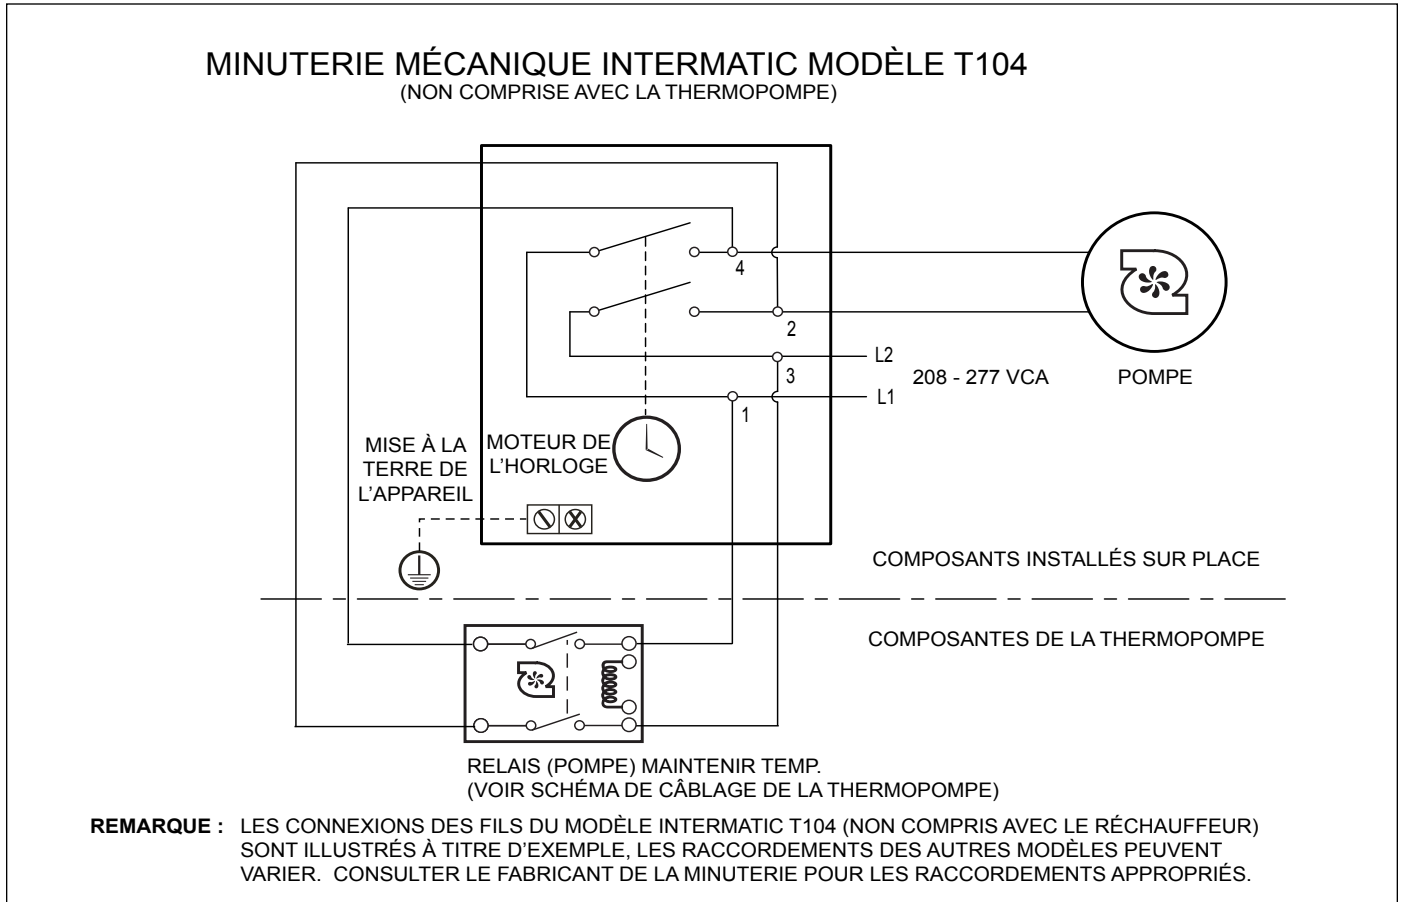 MINUTERIE MÉCANIQUE INTERMATIC MODÈLE T104
(NON COMPRISE AVEC LA THERMOPOMPE)
4
2
L2
3
208 - 277 VCA
POMPE
L1
1
MISE À LA
TERRE DE
L'APPAREIL
MOTEUR DE
L'HORLOGE
COMPOSANTS INSTALLÉS SUR PLACE
COMPOSANTES DE LA THERMOPOMPE
RELAIS (POMPE) MAINTENIR TEMP.
(VOIR SCHÉMA DE CÂBLAGE DE LA THERMOPOMPE)
REMARQUE : LES CONNEXIONS DES FILS DU MODÈLE INTERMATIC T104 (NON COMPRIS AVEC LE RÉCHAUFFEUR)
SONT ILLUSTRÉS À TITRE D'EXEMPLE, LES RACCORDEMENTS DES AUTRES MODÈLES PEUVENT
VARIER. CONSULTER LE FABRICANT DE LA MINUTERIE POUR LES RACCORDEMENTS APPROPRIÉS.